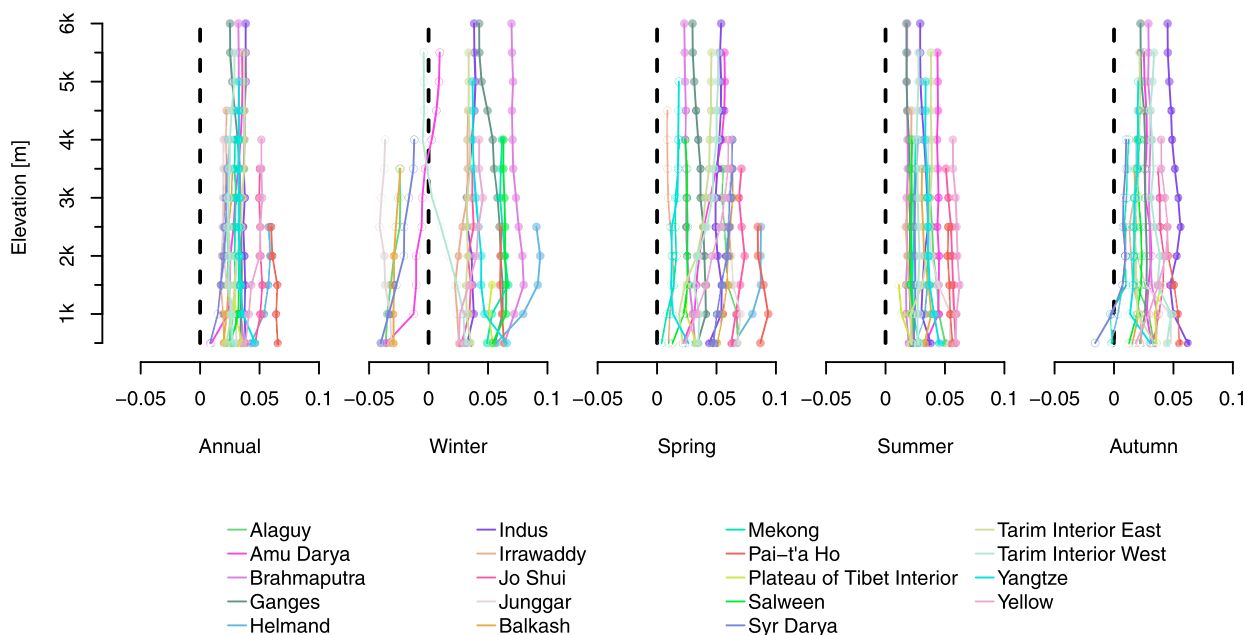 6k
5k
4k
3k
2k
1k
Elevation [m]
−0.05 0 0.05 0.1 −0.05 0 0.05 0.1 −0.05 0 0.05 0.1 −0.05 0 0.05 0.1 −0.05 0 0.05 0.1
Annual Winter Spring Summer Autumn
Alaguy Indus Mekong Tarim Interior East
Amu Darya Irrawaddy Pai−t'a Ho Tarim Interior West
Brahmaputra Jo Shui Plateau of Tibet Interior Yangtze
Ganges Junggar Salween Yellow
Helmand Balkash Syr Darya